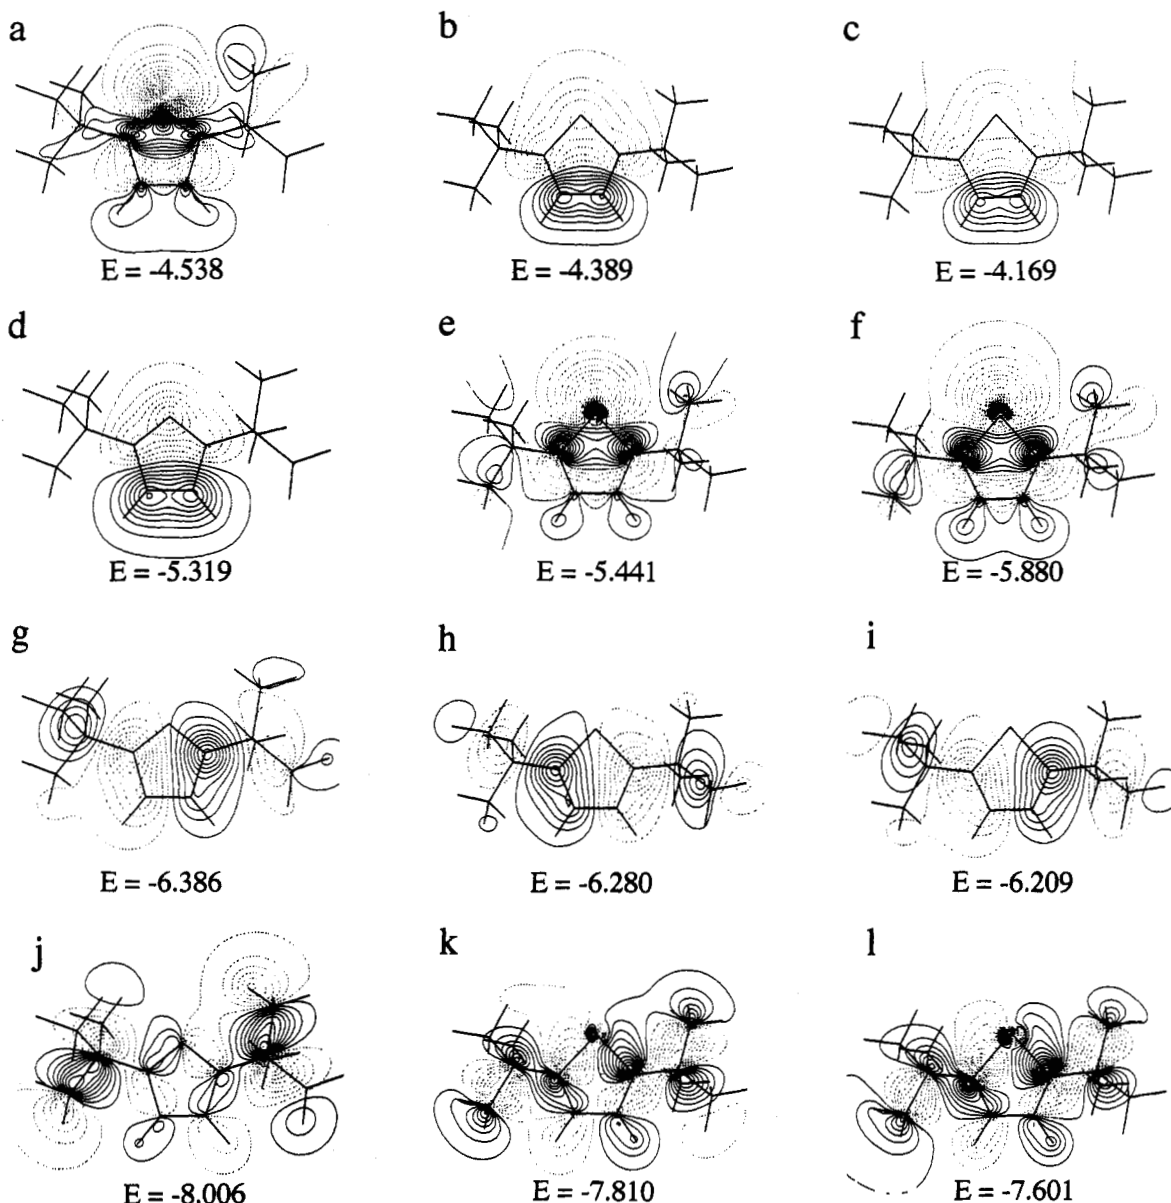 a b c
E = -4.538 E = -4.389 E = -4.169
d e f
E = -5.319 E = -5.441 E = -5.880
g h i
E = -6.386 E = -6.280 E = -6.209
j k l
E = -8.006 E = -7.810 E = -7.601